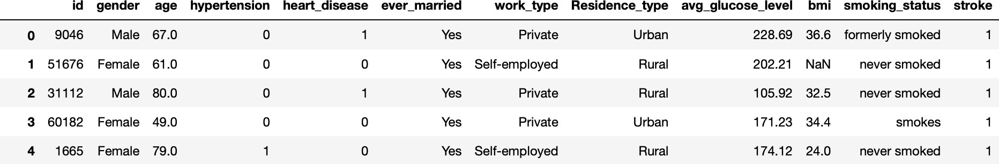 id gender age hypertension heart_disease ever_married work_type Residence_type avg_glucose_level bmi smoking_status stroke
0 9046 Male 67.0 0 1 Yes Private Urban 228.69 36.6 formerly smoked 1
1 51676 Female 61.0 0 0 Yes Self-employed Rural 202.21 NaN never smoked 1
2 31112 Male 80.0 0 1 Yes Private Rural 105.92 32.5 never smoked 1
3 60182 Female 49.0 0 0 Yes Private Urban 171.23 34.4 smokes 1
4 1665 Female 79.0 1 0 Yes Self-employed Rural 174.12 24.0 never smoked 1